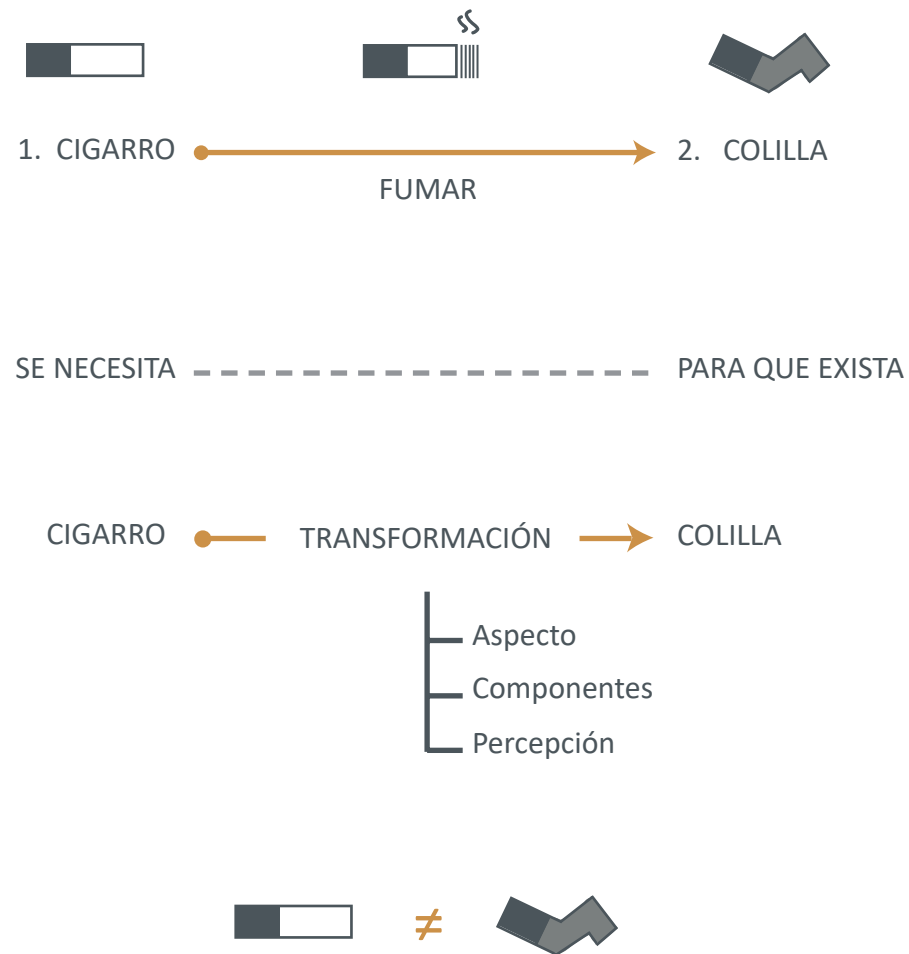 1. CIGARRO
2. COLILLA
FUMAR
SE NECESITA
PARA QUE EXISTA
CIGARRO
TRANSFORMACIÓN
COLILLA
Aspecto
Componentes
Percepción
≠